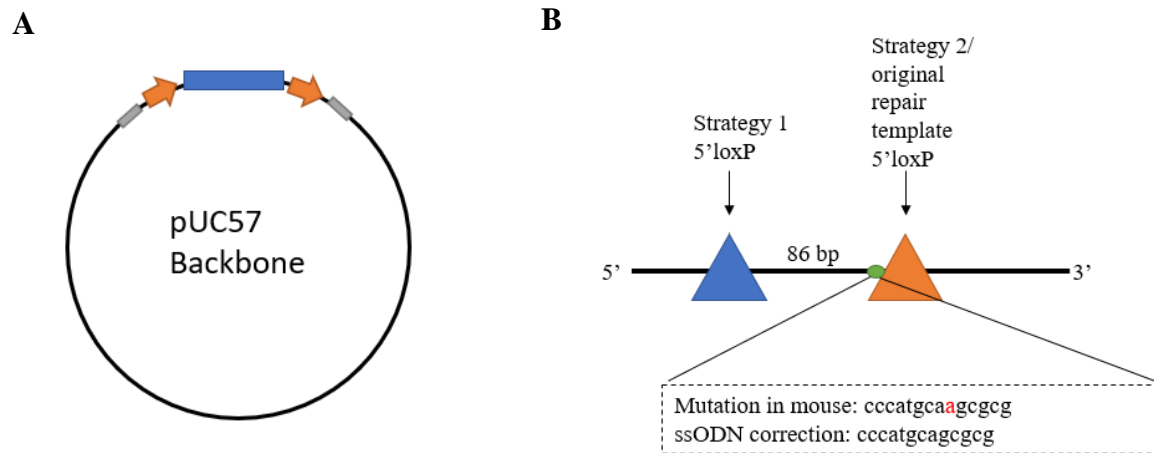 A
pUC57
Backbone
B
Strategy 1
5’loxP
Strategy 2/
original
repair
template
5’loxP
86 bp
5’
3’
Mutation in mouse: cccatgcaagcgcg
ssODN correction: cccatgcagcgcg